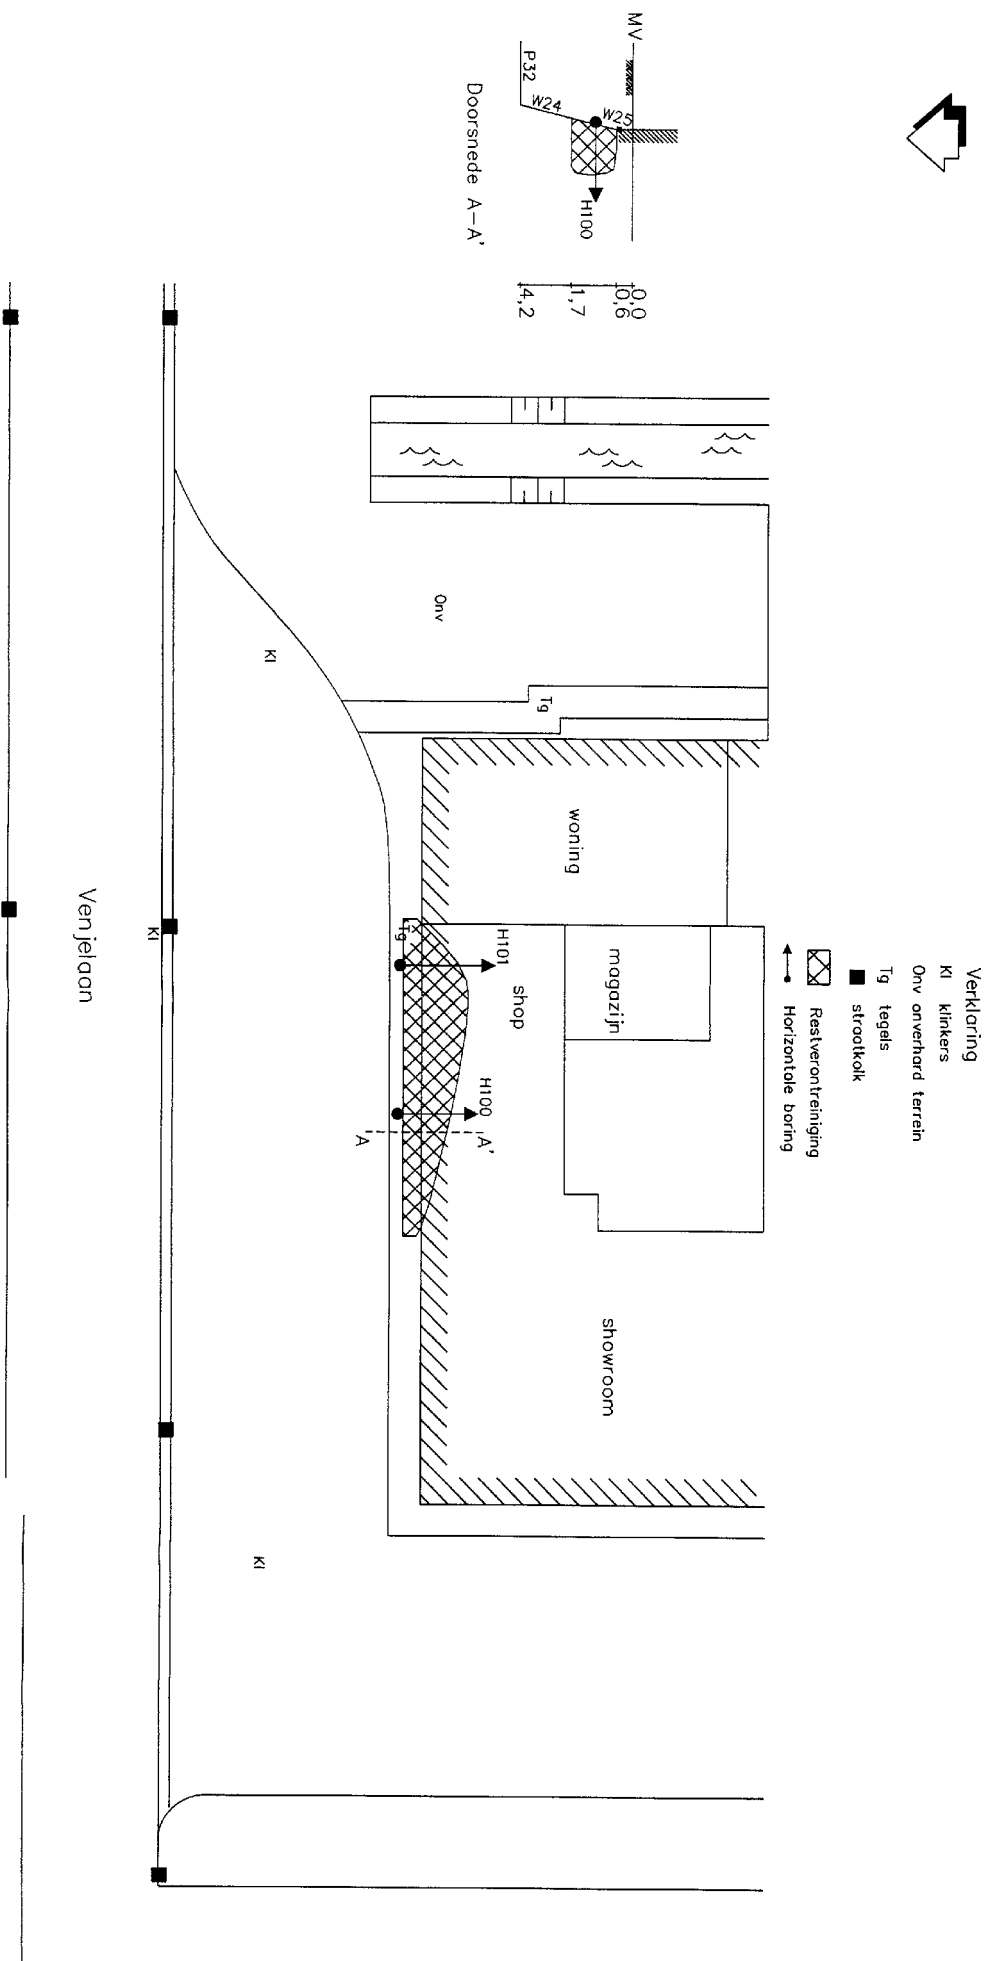 MV
W25
W24
P32
H100
Doorsnede A-A'
0,0
0,6
1,7
4,2
Verklaring
Kl klinkers
Onv onverhard terrein
Tg tegels
straatkolk
Restverontreiniging
Horizontale boring
Onv
Kl
Tg
woning
magazijn
shop
showroom
H101
H100
Tg
A
A'
Kl
Kl
Venjelaan